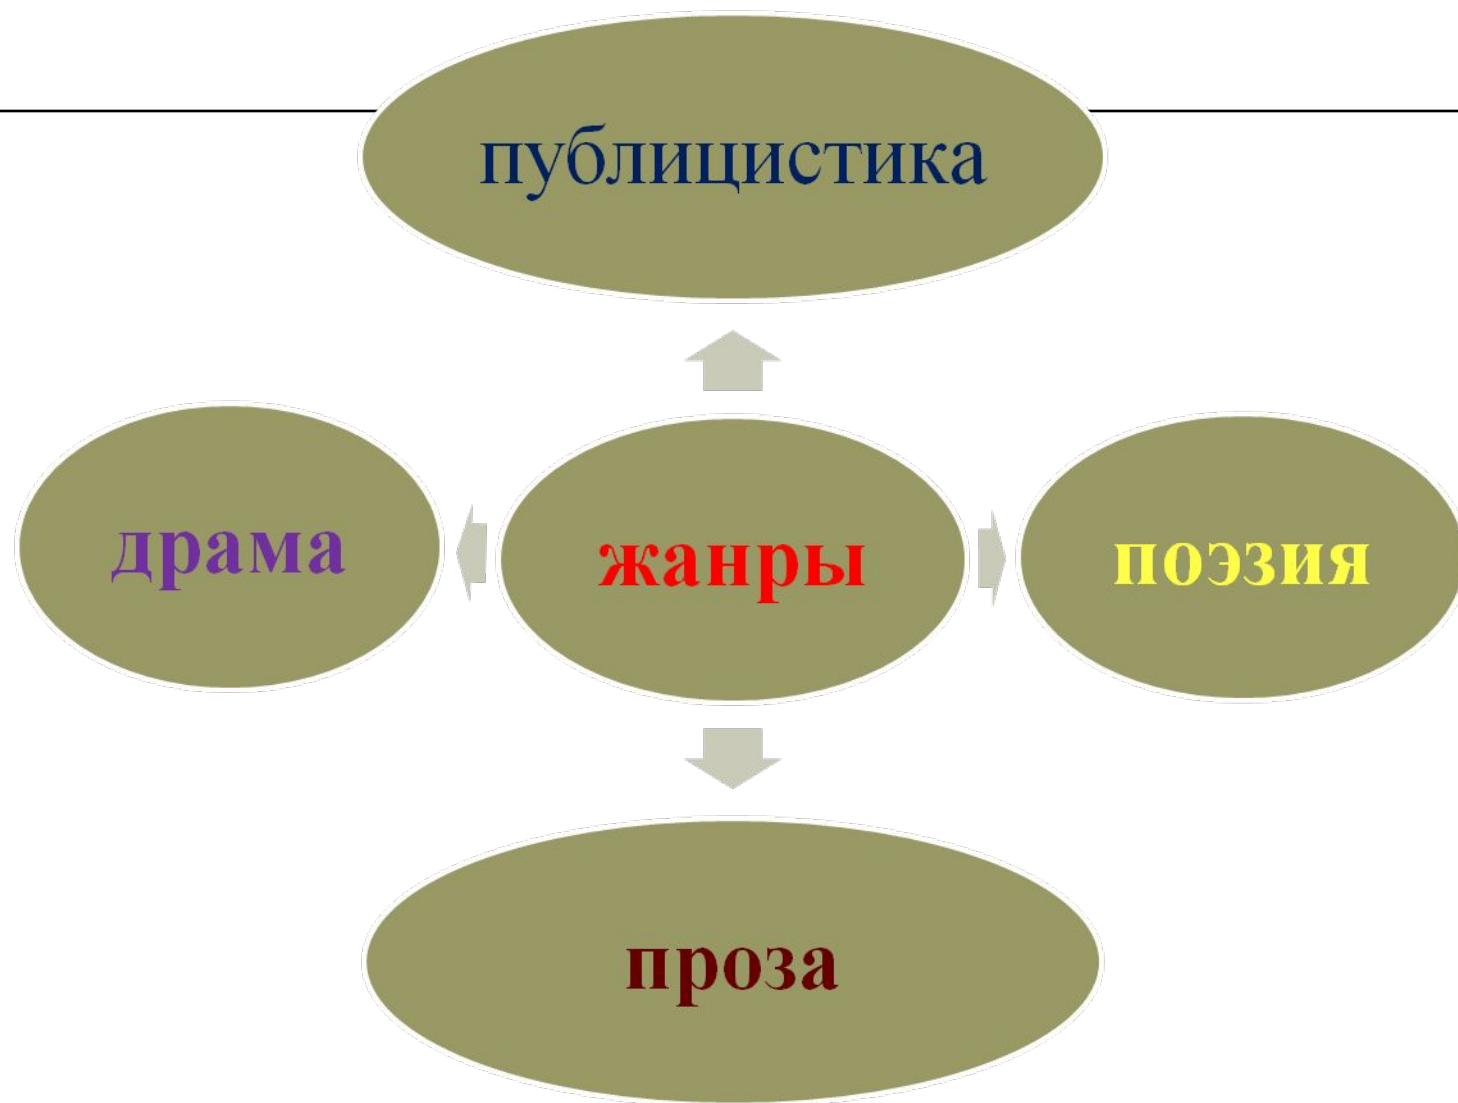 публицистика
драма
жанры
поэзия
проза